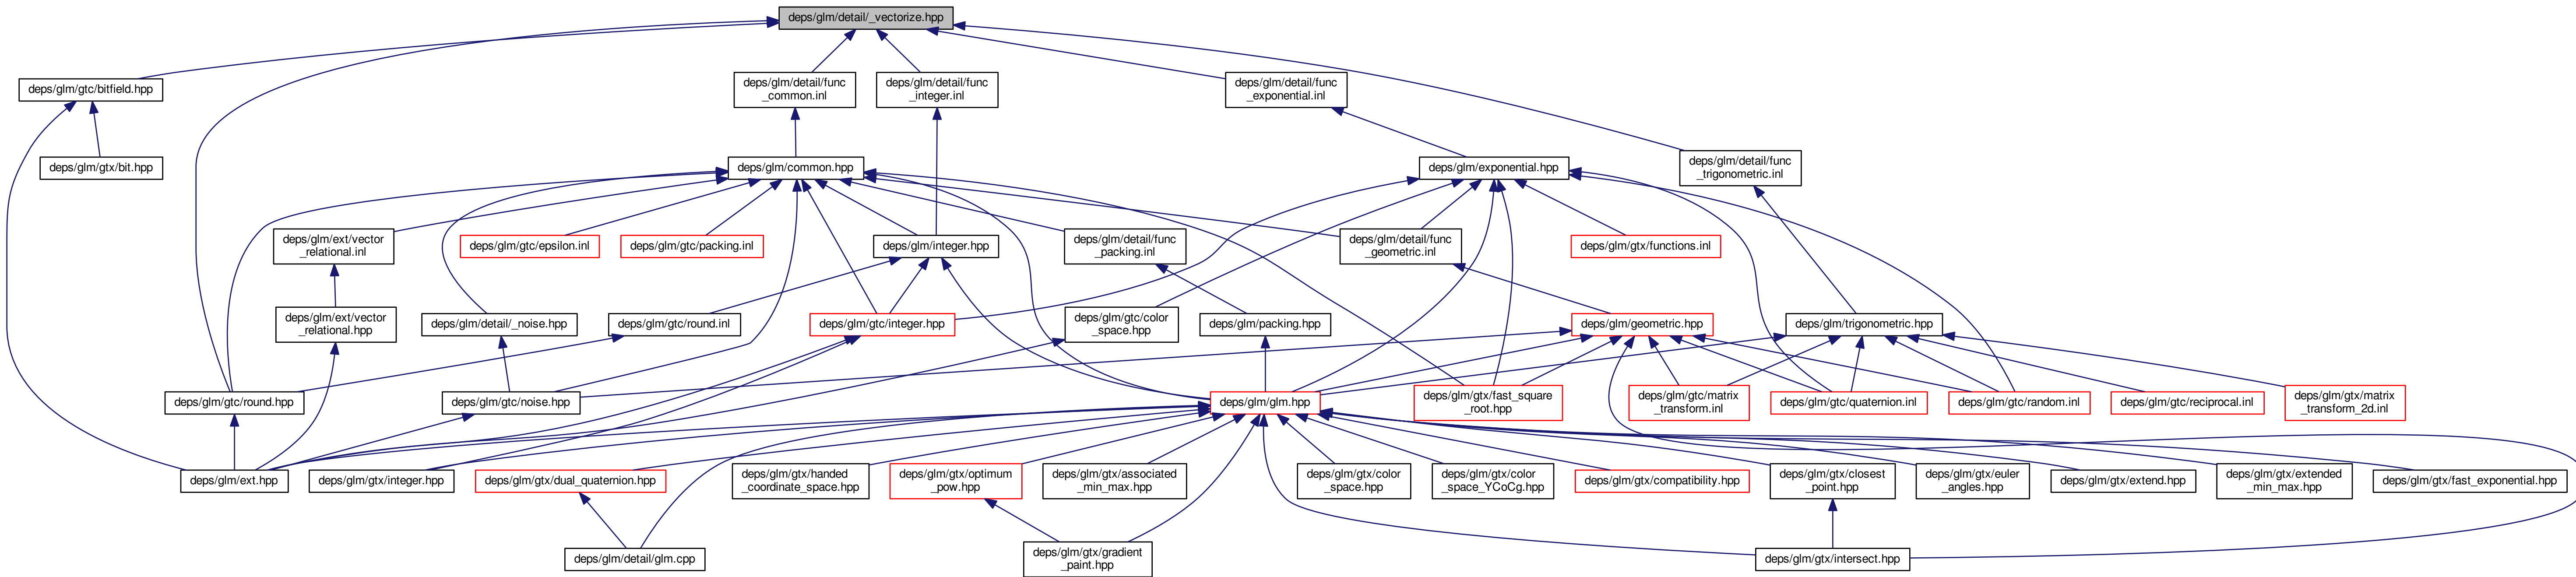 deps/glm/detail/_vectorize.hpp
deps/glm/gtc/bitfield.hpp
deps/glm/detail/func
_common.inl
deps/glm/detail/func
_integer.inl
deps/glm/detail/func
_exponential.inl
deps/glm/gtx/bit.hpp
deps/glm/common.hpp
deps/glm/exponential.hpp
deps/glm/detail/func
_trigonometric.inl
deps/glm/ext/vector
_relational.inl
deps/glm/gtc/epsilon.inl
deps/glm/gtc/packing.inl
deps/glm/integer.hpp
deps/glm/detail/func
_packing.inl
deps/glm/detail/func
_geometric.inl
deps/glm/gtx/functions.inl
deps/glm/ext/vector
_relational.hpp
deps/glm/detail/_noise.hpp
deps/glm/gtc/round.inl
deps/glm/gtc/integer.hpp
deps/glm/gtc/color
_space.hpp
deps/glm/packing.hpp
deps/glm/geometric.hpp
deps/glm/trigonometric.hpp
deps/glm/gtc/round.hpp
deps/glm/gtc/noise.hpp
deps/glm/glm.hpp
deps/glm/gtx/fast_square
_root.hpp
deps/glm/gtc/matrix
_transform.inl
deps/glm/gtc/quaternion.inl
deps/glm/gtc/random.inl
deps/glm/gtc/reciprocal.inl
deps/glm/gtx/matrix
_transform_2d.inl
deps/glm/ext.hpp
deps/glm/gtx/integer.hpp
deps/glm/gtx/dual_quaternion.hpp
deps/glm/gtx/handed
_coordinate_space.hpp
deps/glm/gtx/optimum
_pow.hpp
deps/glm/gtx/associated
_min_max.hpp
deps/glm/gtx/color
_space.hpp
deps/glm/gtx/color
_space_YCoCg.hpp
deps/glm/gtx/compatibility.hpp
deps/glm/gtx/closest
_point.hpp
deps/glm/gtx/euler
_angles.hpp
deps/glm/gtx/extend.hpp
deps/glm/gtx/extended
_min_max.hpp
deps/glm/gtx/fast_exponential.hpp
deps/glm/detail/glm.cpp
deps/glm/gtx/gradient
_paint.hpp
deps/glm/gtx/intersect.hpp